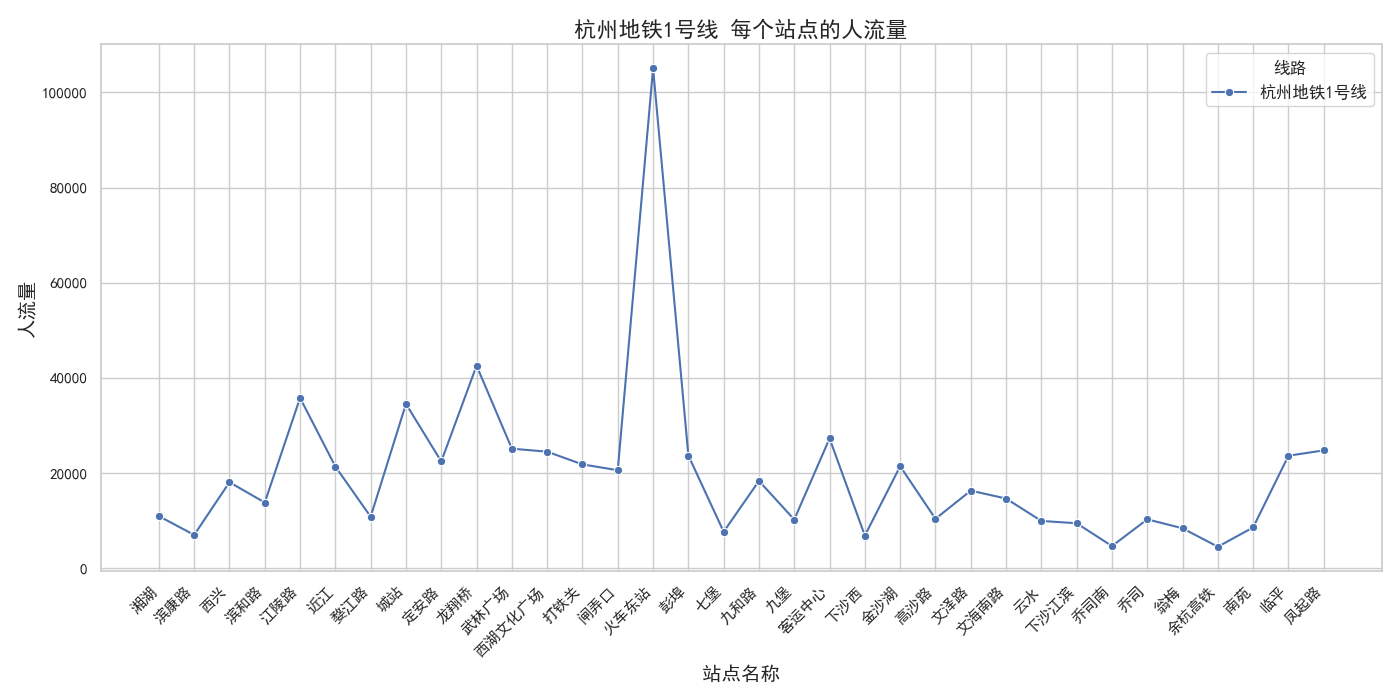 杭州地铁1号线 每个站点的人流量
线路
杭州地铁1号线
人流量
100000
80000
60000
40000
20000
0
湘湖
滨康路
西兴
滨和路
江陵路
近江
婺江路
城站
定安路
龙翔桥
武林广场
西湖文化广场
打铁关
闸弄口
火车东站
彭埠
七堡
九和路
九堡
客运中心
下沙西
金沙湖
高沙路
文泽路
文海南路
云水
下沙江滨
乔司南
乔司
翁梅
余杭高铁
南苑
临平
凤起路
站点名称